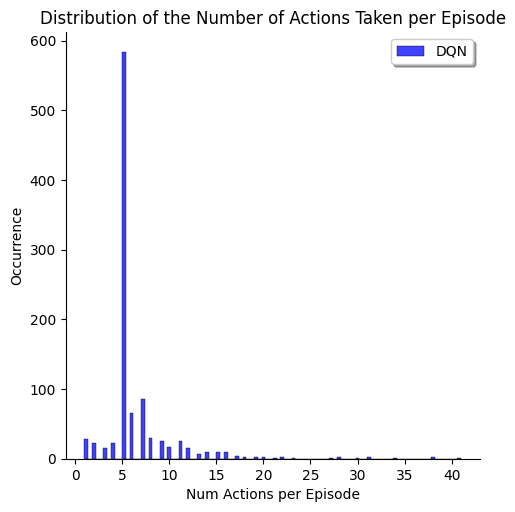 Distribution of the Number of Actions Taken per Episode
DQN
Occurrence
600
500
400
300
200
100
0
0 5 10 15 20 25 30 35 40
Num Actions per Episode